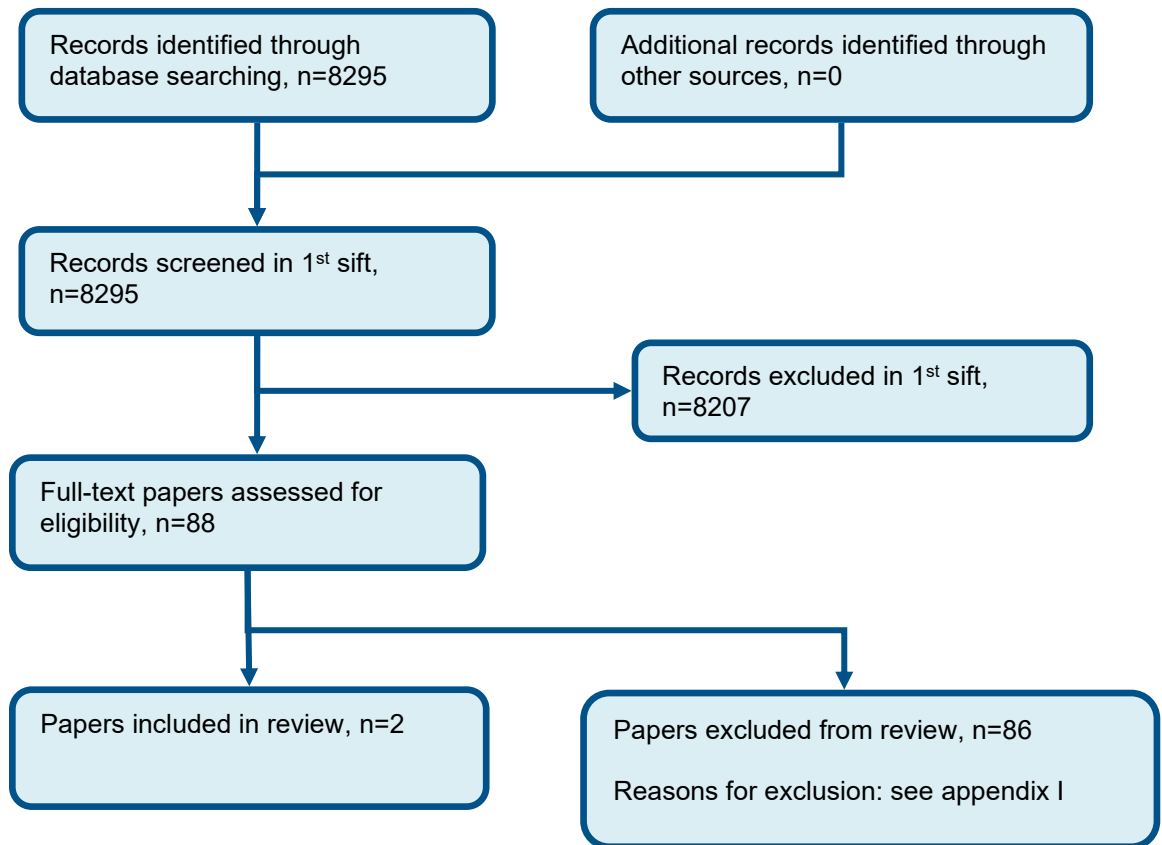 Records identified through
database searching, n=8295
Additional records identified through
other sources, n=0
Records screened in 1st sift,
n=8295
Records excluded in 1st sift,
n=8207
Full-text papers assessed for
eligibility, n=88
Papers included in review, n=2
Papers excluded from review, n=86
Reasons for exclusion: see appendix I